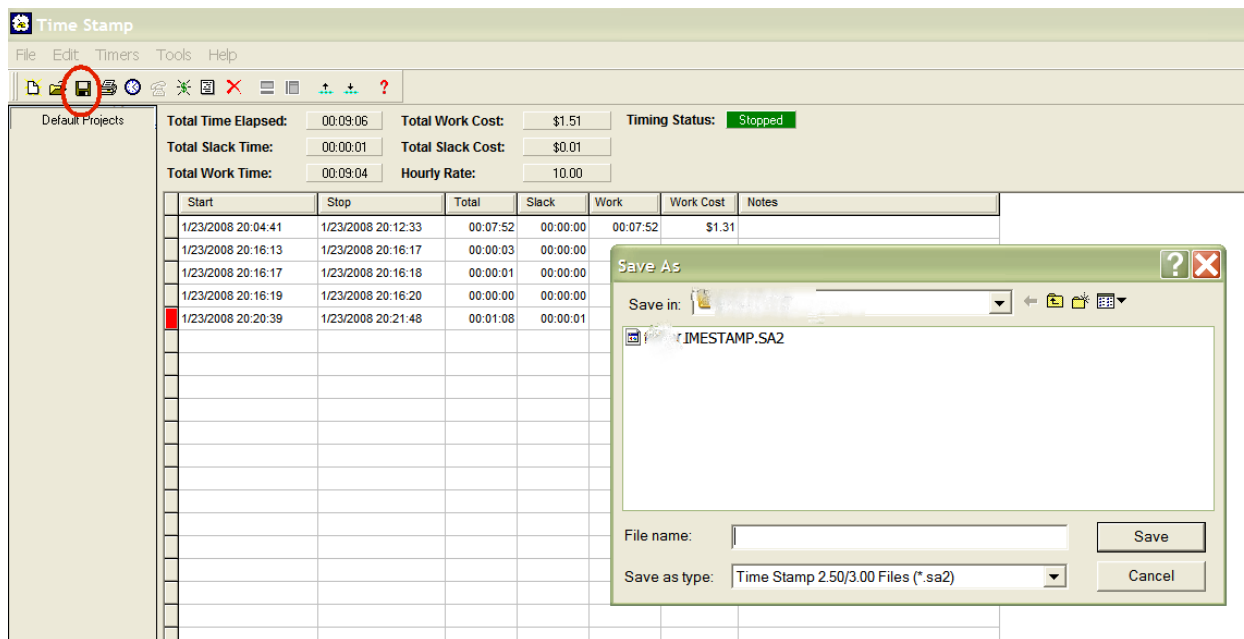 Time Stamp
File Edit Timers Tools Help
Default Projects
Total Time Elapsed: 00:09:06 Total Work Cost: $1.51 Timing Status: Stopped
Total Slack Time: 00:00:01 Total Slack Cost: $0.01
Total Work Time: 00:09:04 Hourly Rate: 10.00
Start Stop Total Slack Work Work Cost Notes
1/23/2008 20:04:41 1/23/2008 20:12:33 00:07:52 00:00:00 00:07:52 $1.31
1/23/2008 20:16:13 1/23/2008 20:16:17 00:00:03 00:00:00
1/23/2008 20:16:17 1/23/2008 20:16:18 00:00:01 00:00:00
1/23/2008 20:16:19 1/23/2008 20:16:20 00:00:00 00:00:00
1/23/2008 20:20:39 1/23/2008 20:21:48 00:01:08 00:00:01
Save As
Save in:
IMESTAMP.SA2
File name: Save
Save as type: Time Stamp 2.50/3.00 Files (*.sa2) Cancel